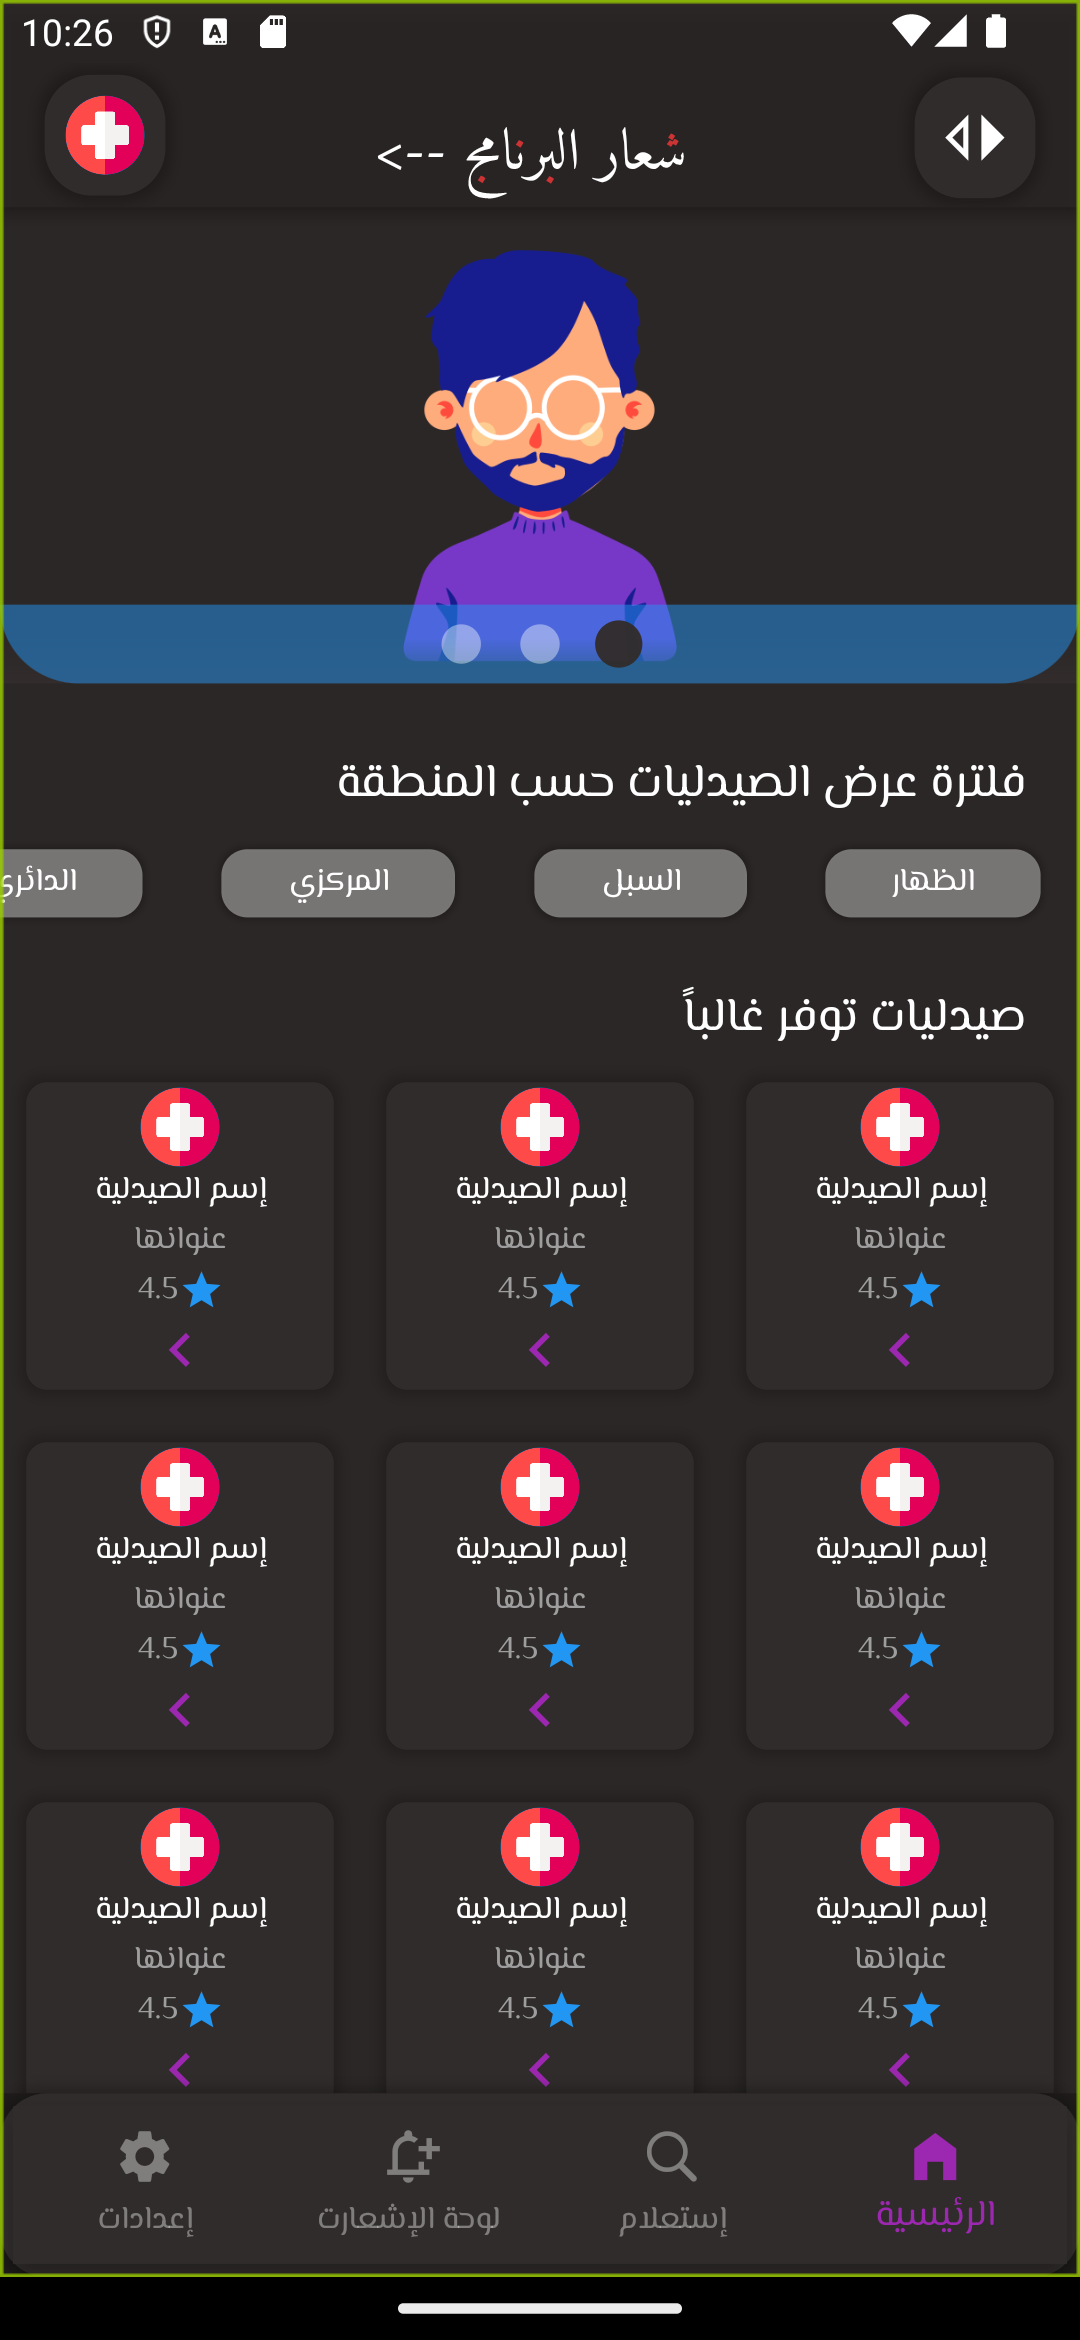 10:26
شعار البرنامج -->
فلترة عرض الصيدليات حسب المنطقة
الظهار
السبل
المركزي
الدائري
صيدليات توفر غالباً
إسم الصيدلية
عنوانها
4.5
إسم الصيدلية
عنوانها
4.5
إسم الصيدلية
عنوانها
4.5
إسم الصيدلية
عنوانها
4.5
إسم الصيدلية
عنوانها
4.5
إسم الصيدلية
عنوانها
4.5
إسم الصيدلية
عنوانها
4.5
إسم الصيدلية
عنوانها
4.5
إسم الصيدلية
عنوانها
4.5
الرئيسية
إستعلام
لوحة الإشعارت
إعدادات